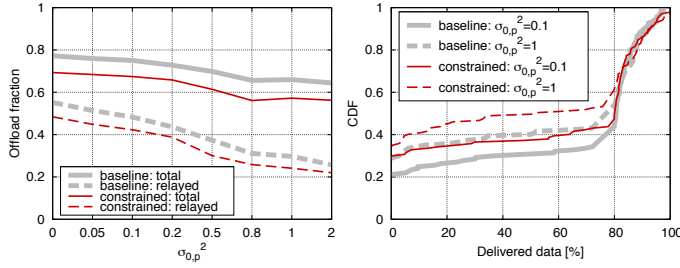 1
0.8
0.6
0.4
0.2
0
Offload fraction
baseline: total
baseline: relayed
constrained: total
constrained: relayed
0 0.05 0.1 0.2 0.5 0.8 1 2
σ0,p²
1
0.8
0.6
0.4
0.2
0
CDF
baseline: σ0,p²=0.1
baseline: σ0,p²=1
constrained: σ0,p²=0.1
constrained: σ0,p²=1
0 20 40 60 80 100
Delivered data [%]